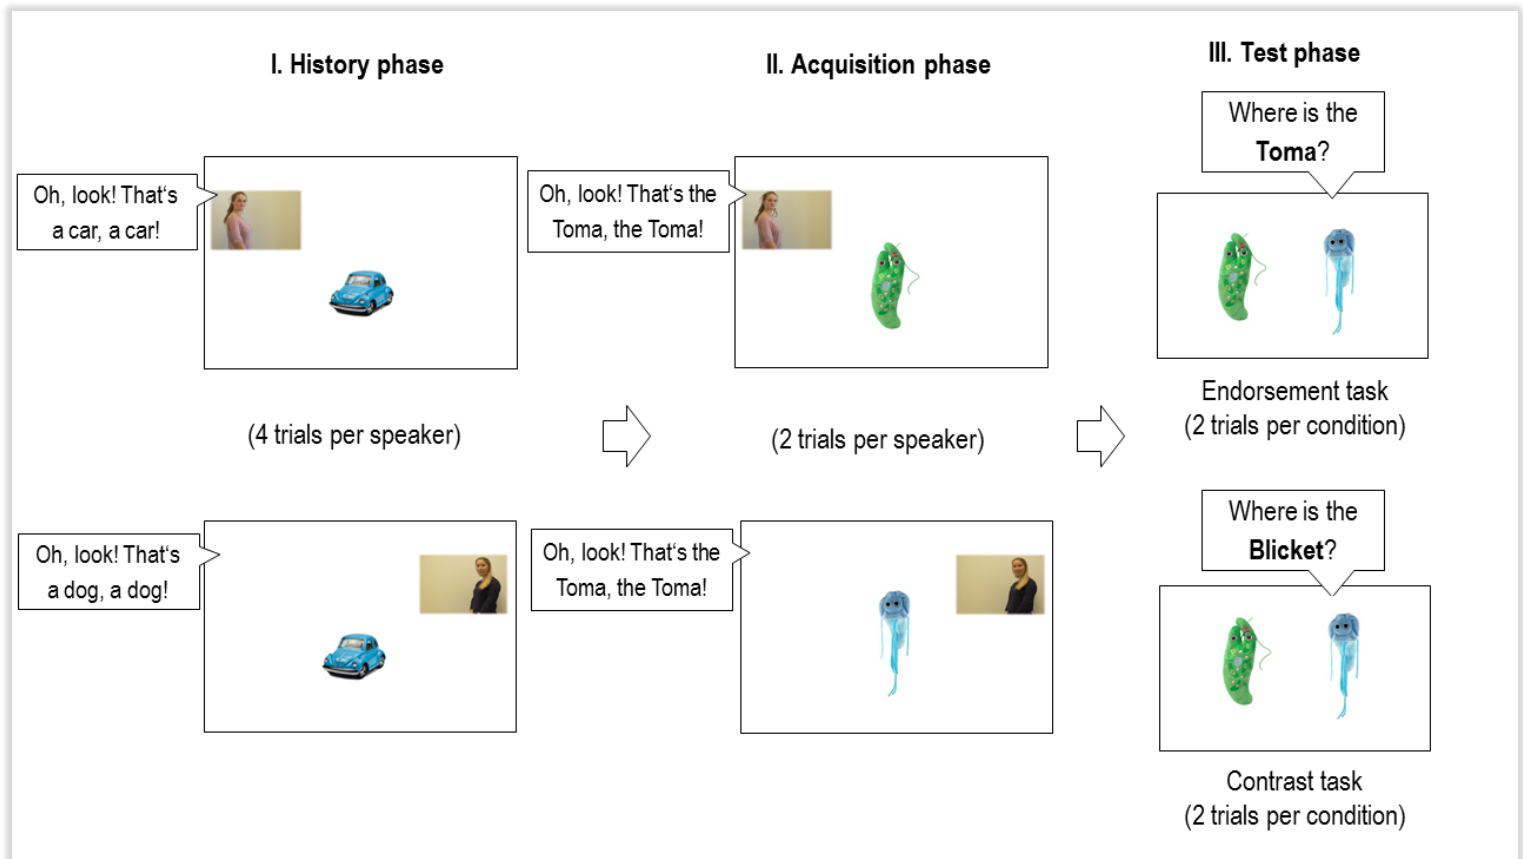 I. History phase
II. Acquisition phase
III. Test phase
Oh, look! That‘s
a car, a car!
Oh, look! That‘s the
Toma, the Toma!
Where is the
Toma?
(4 trials per speaker)
(2 trials per speaker)
Endorsement task
(2 trials per condition)
Oh, look! That‘s
a dog, a dog!
Oh, look! That‘s the
Toma, the Toma!
Where is the
Blicket?
Contrast task
(2 trials per condition)